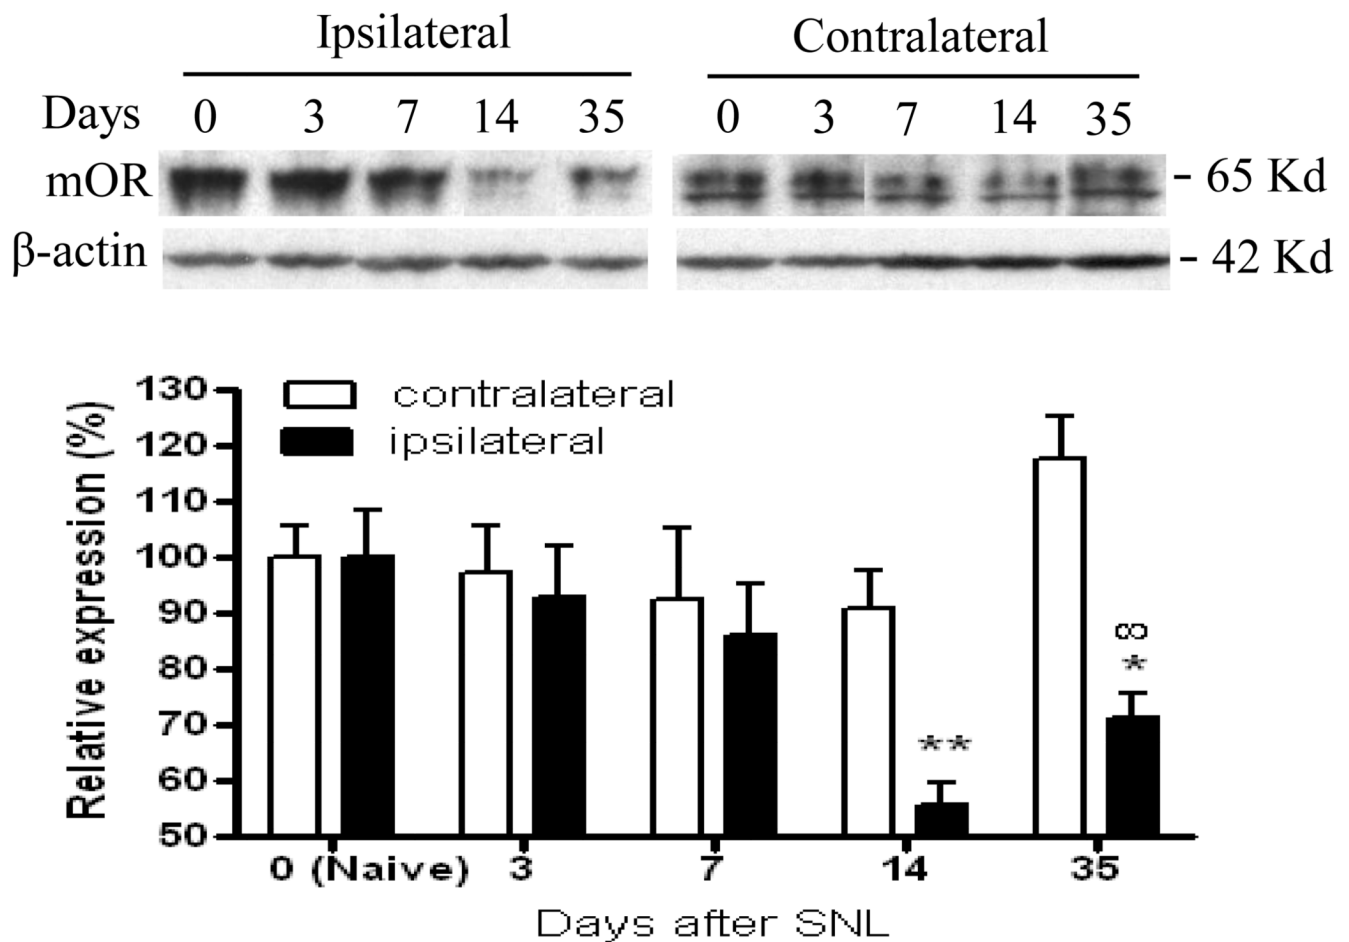 Ipsilateral Contralateral
Days 0 3 7 14 35 0 3 7 14 35
mOR - 65 Kd
β-actin - 42 Kd
130
120
110
100
90
80
70
60
50
Relative expression (%)
contralateral
ipsilateral
**
∞
*
0 (Naive) 3 7 14 35
Days after SNL